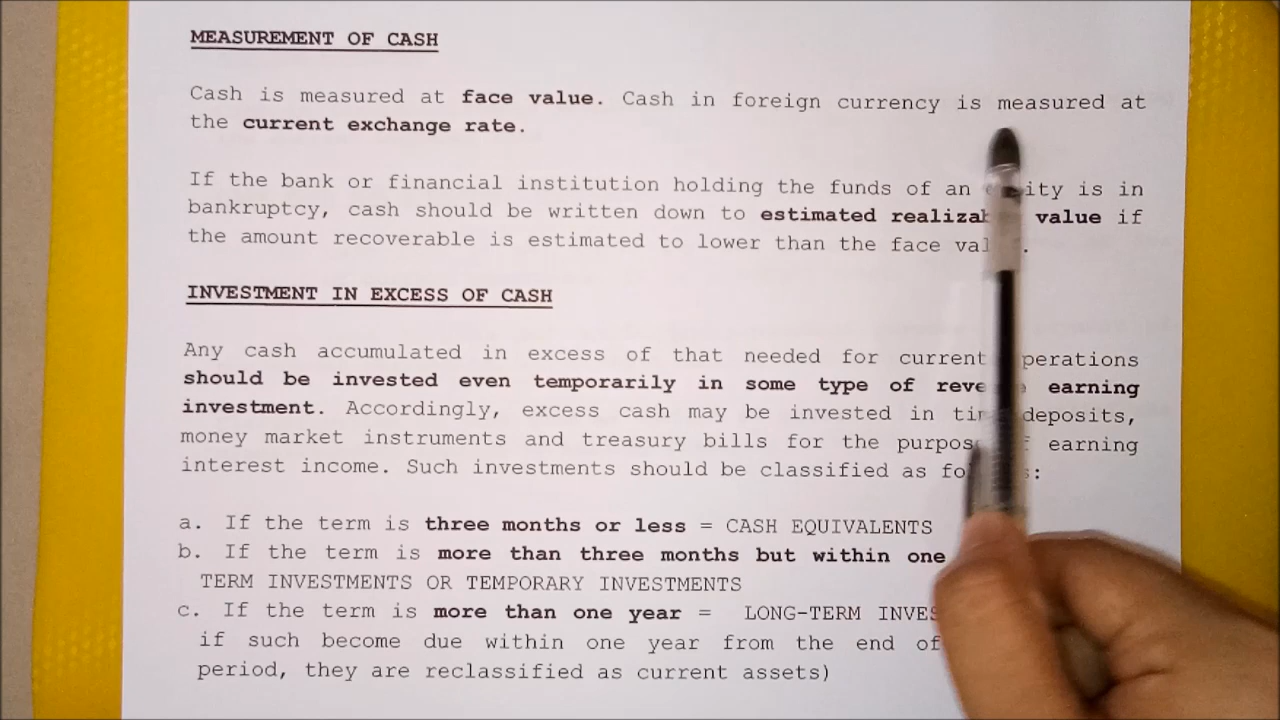 MEASUREMENT OF CASH
Cash is measured at face value. Cash in foreign currency is measured at
the current exchange rate.
If the bank or financial institution holding the funds of an is in
bankruptcy, cash should be written down to estimated value if
the amount recoverable is estimated to lower than the face
INVESTMENT IN EXCESS OF CASH
Any cash accumulated in excess of that needed for current
should be invested even temporarily in some type of earning
investment. Accordingly, excess cash may be invested in deposits,
money market instruments and treasury bills for the earning
interest income. Such investments should be classified as
a. If the term is three months or less = CASH EQUIVALENTS
b. If the term is more than three months but within one
TERM INVESTMENTS OR TEMPORARY INVESTMENTS
c. If the term is more than one year = LONG-TERM
if such become due within one year from the end of
period, they are reclassified as current assets)